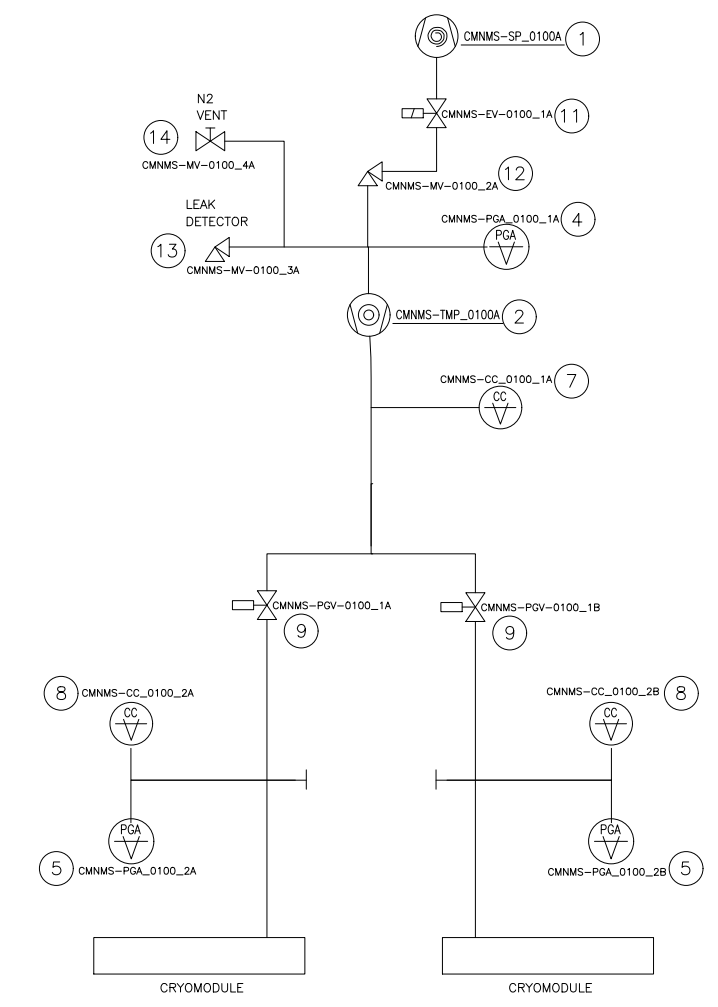 CMNMS-SP_0100A 1
N2
VENT
CMNMS-EV-0100_1A 11
14
CMNMS-MV-0100_4A
12
CMNMS-MV-0100_2A
LEAK
DETECTOR
CMNMS-PGA_0100_1A 4
PGA
13
CMNMS-MV-0100_3A
CMNMS-TMP_0100A 2
CMNMS-CC_0100_1A 7
CC
CMNMS-PGV-0100_1A
9
CMNMS-PGV-0100_1B
9
8 CMNMS-CC_0100_2A
CC
CMNMS-CC_0100_2B 8
CC
PGA
5 CMNMS-PGA_0100_2A
PGA
CMNMS-PGA_0100_2B 5
CRYOMODULE
CRYOMODULE